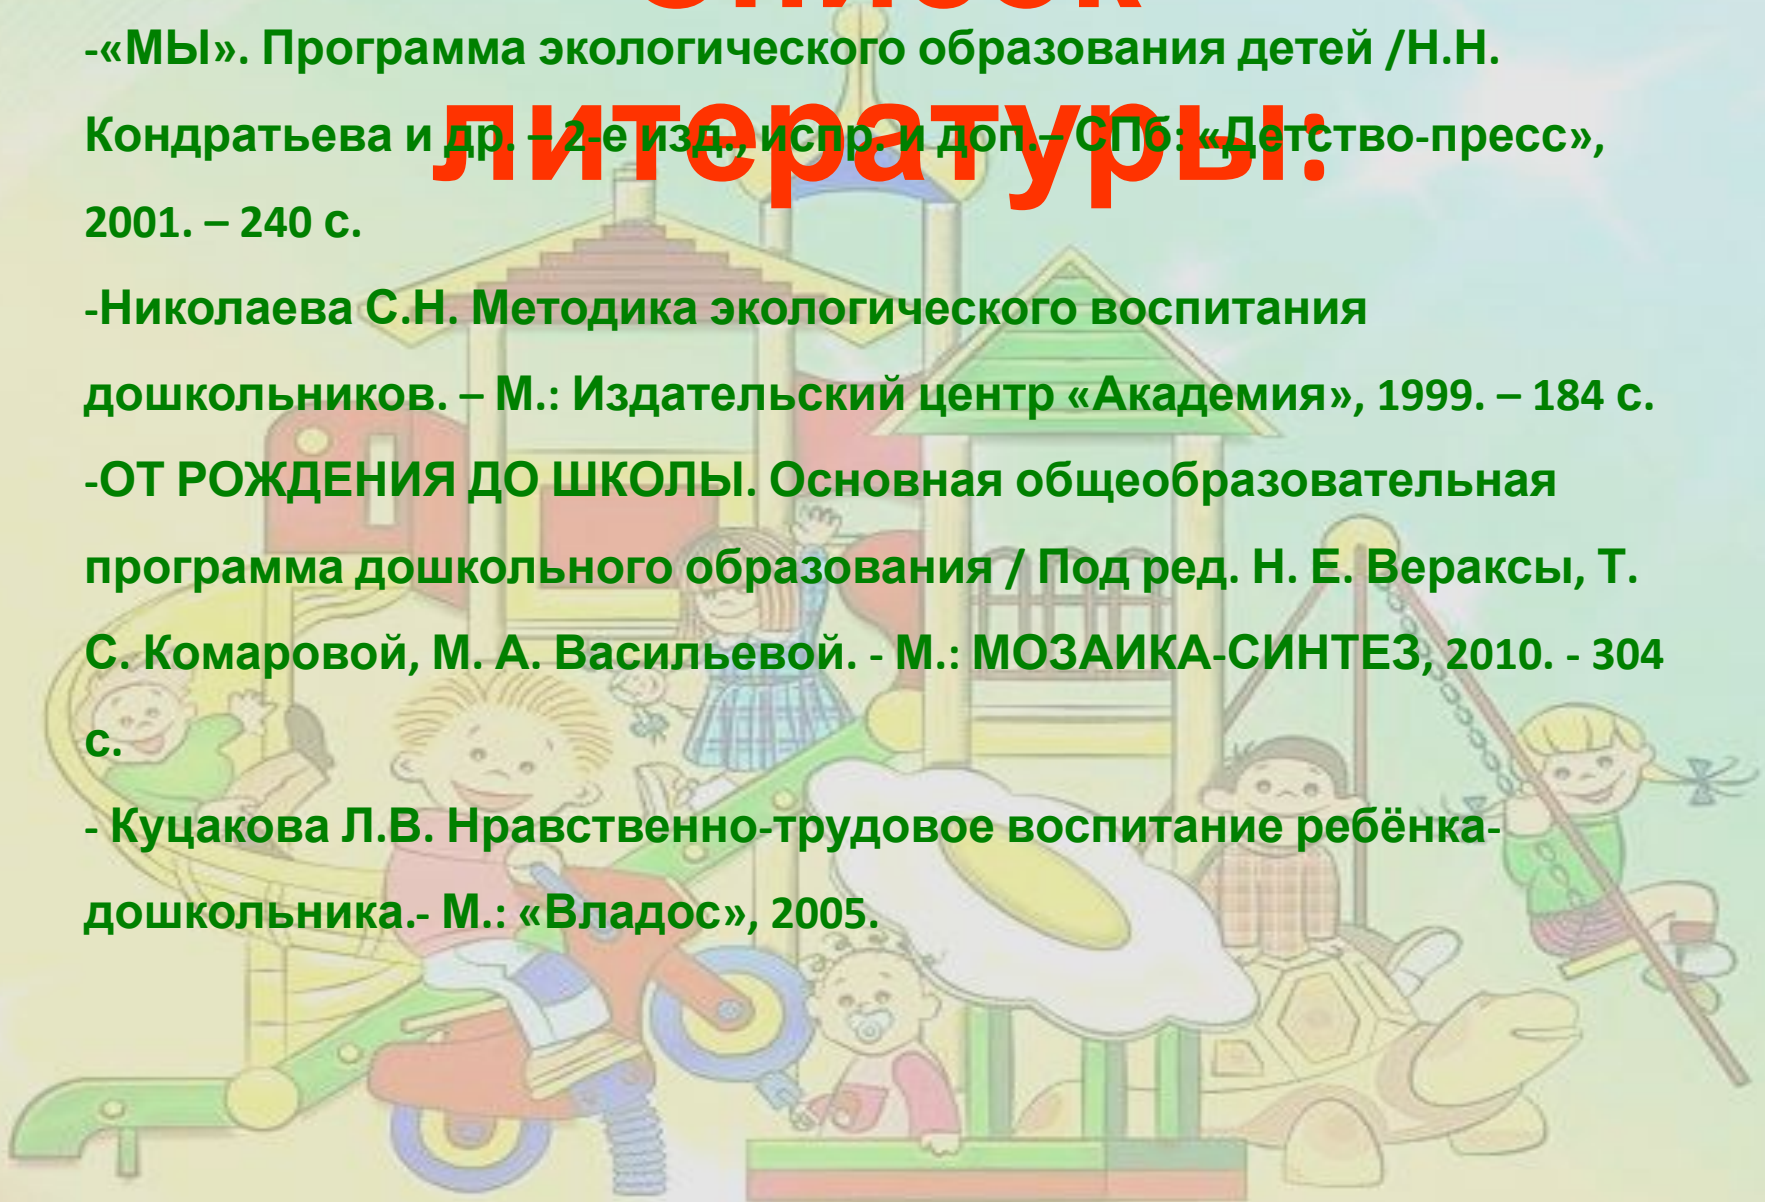 Список
-«МЫ». Программа экологического образования детей /Н.Н.
литературы:
Кондратьева и др. – 2-е изд., испр. и доп.– СПб: «Детство-пресс»,
2001. – 240 с.
-Николаева С.Н. Методика экологического воспитания
дошкольников. – М.: Издательский центр «Академия», 1999. – 184 с.
-ОТ РОЖДЕНИЯ ДО ШКОЛЫ. Основная общеобразовательная
программа дошкольного образования / Под ред. Н. Е. Вераксы, Т.
С. Комаровой, М. А. Васильевой. - М.: МОЗАИКА-СИНТЕЗ, 2010. - 304
с.
- Куцакова Л.В. Нравственно-трудовое воспитание ребёнка-
дошкольника.- М.: «Владос», 2005.